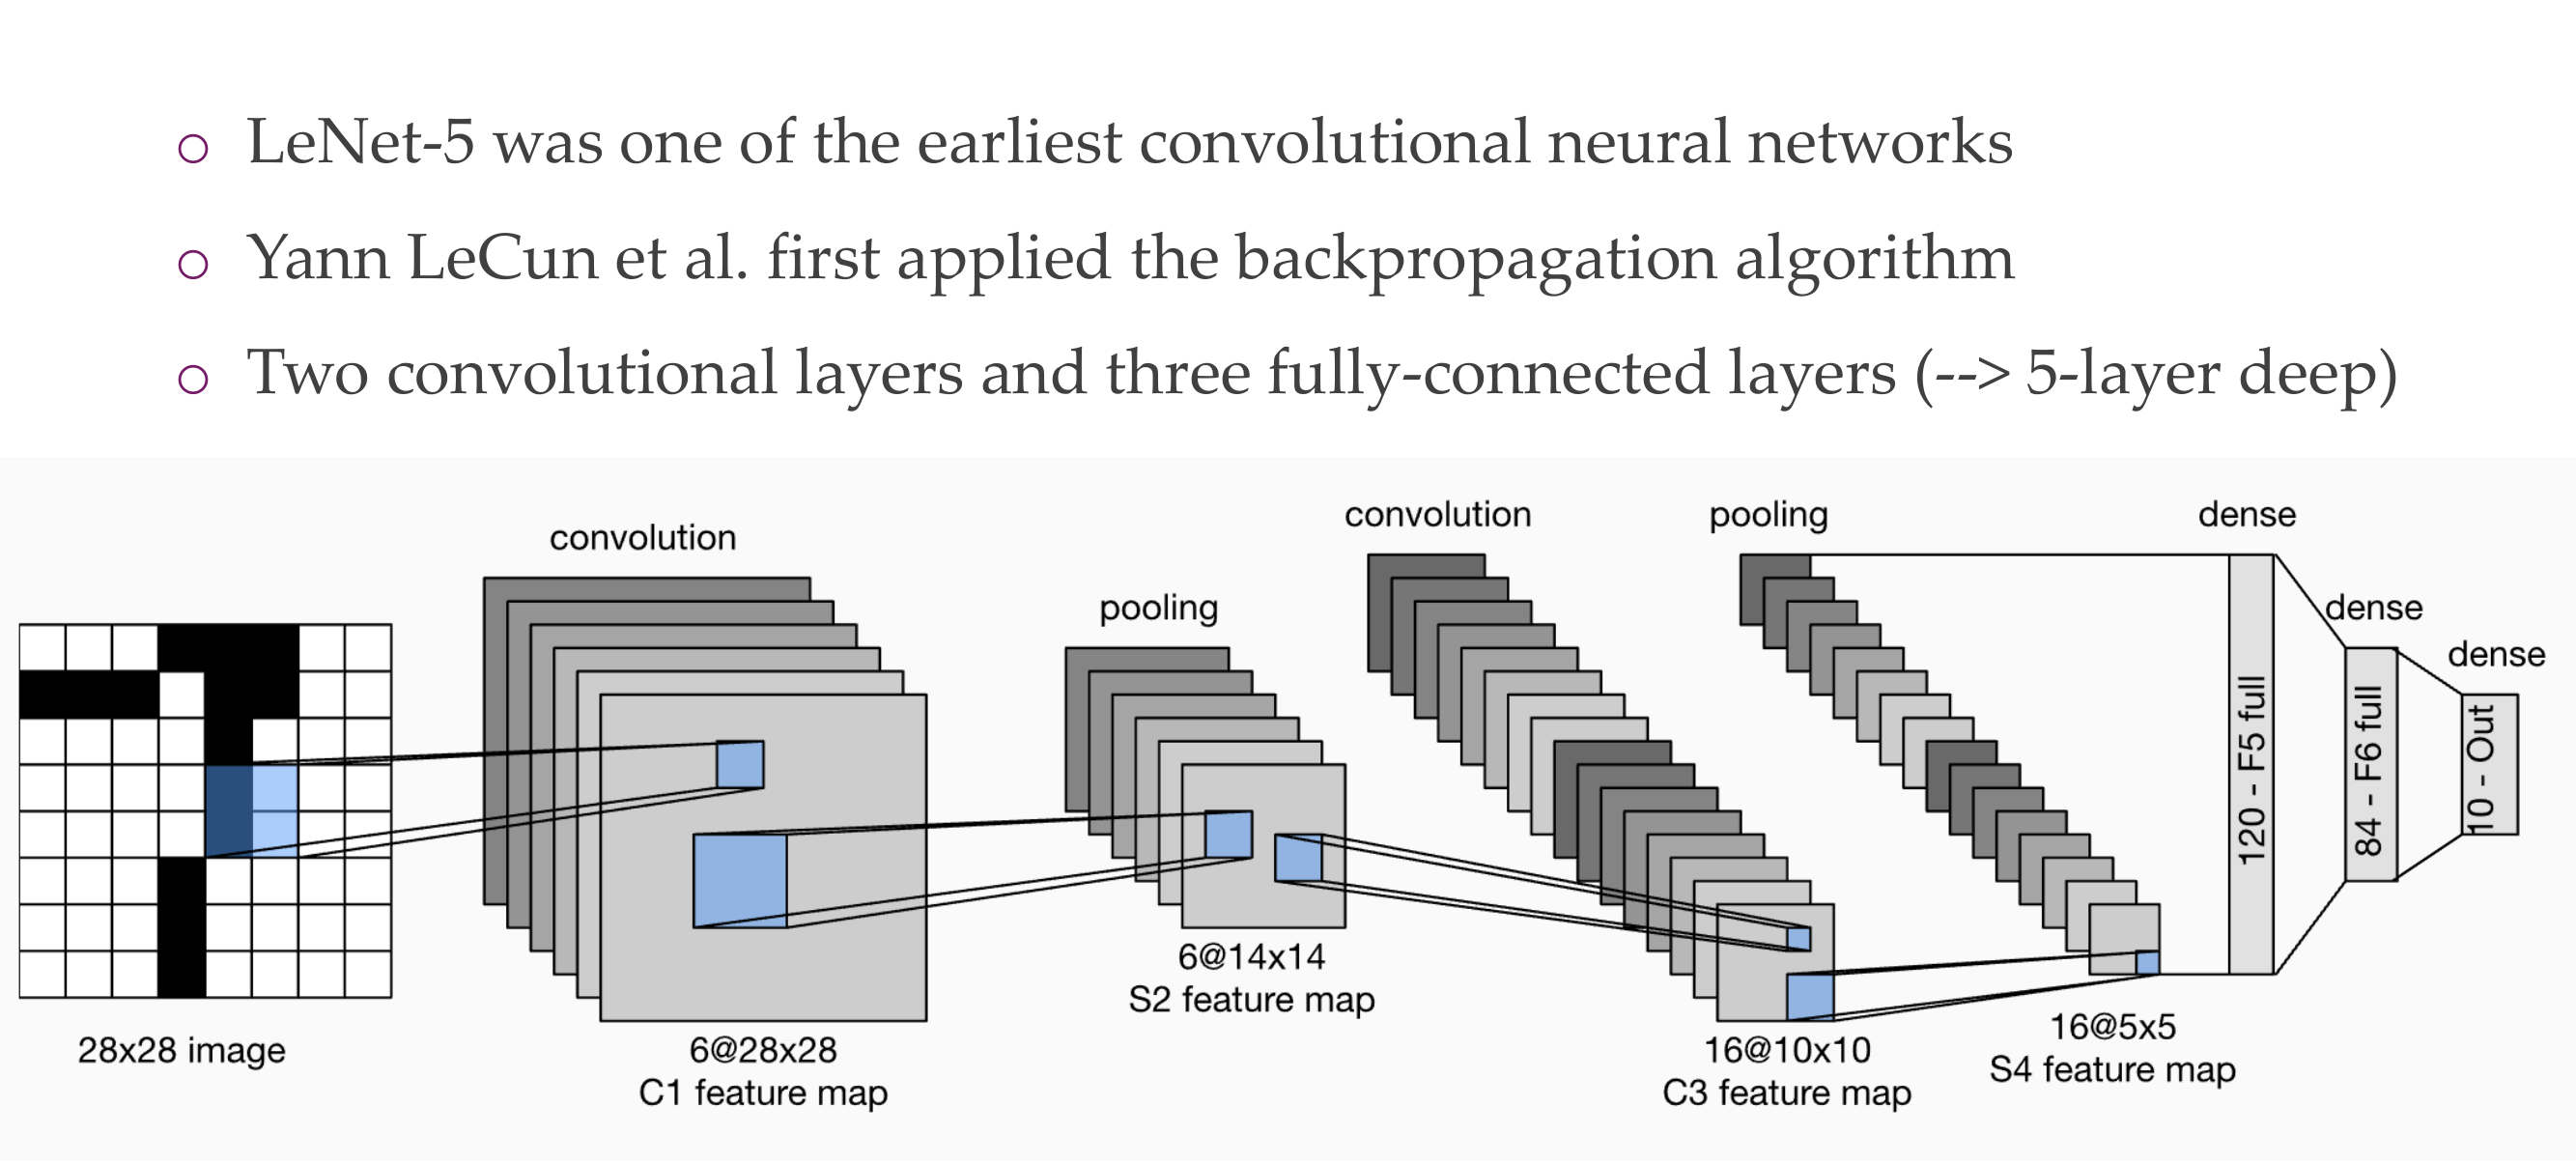 LeNet-5 was one of the earliest convolutional neural networks
Yann LeCun et al. first applied the backpropagation algorithm
Two convolutional layers and three fully-connected layers (--> 5-layer deep)
convolution
pooling
convolution
pooling
dense
dense
dense
28x28 image
6@28x28
C1 feature map
6@14x14
S2 feature map
16@10x10
C3 feature map
16@5x5
S4 feature map
120 - F5 full
84 - F6 full
10 - Out